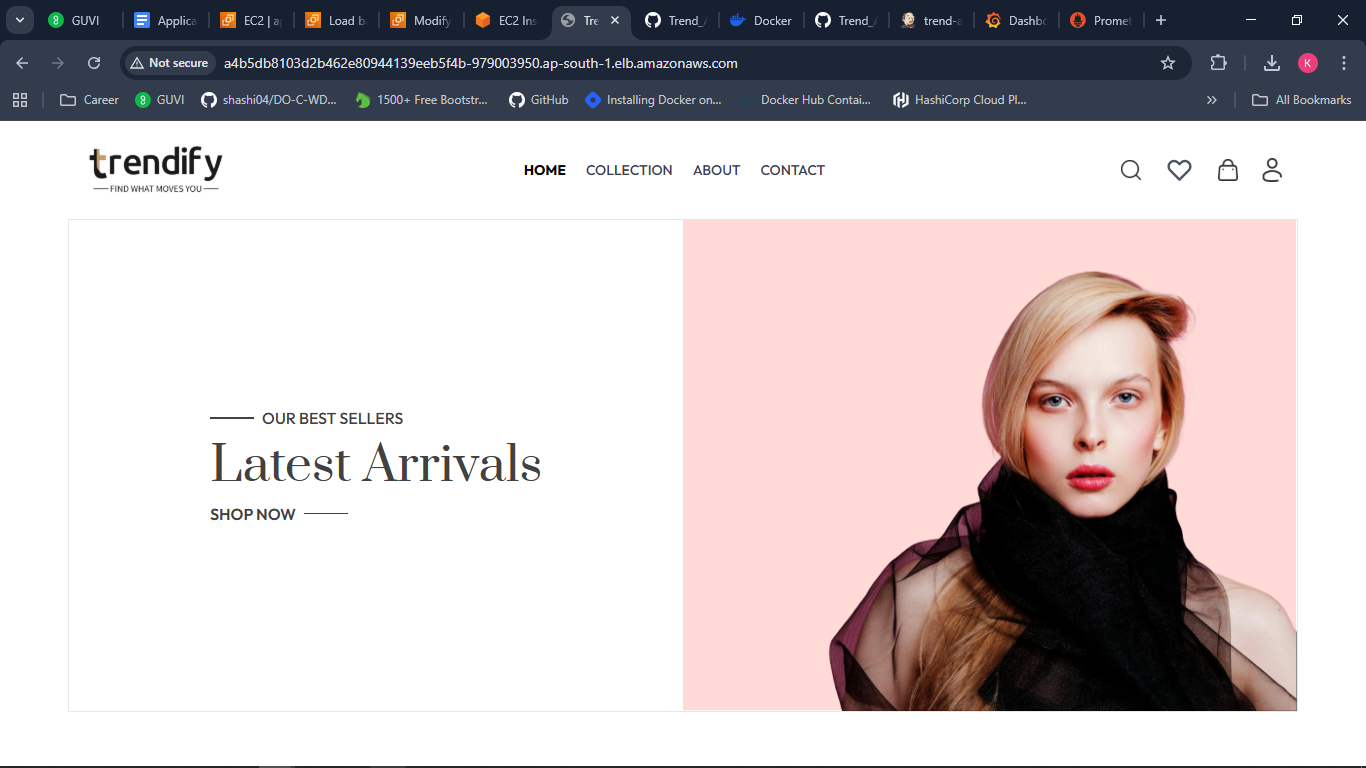 GUVI
Applica
EC2 | a
Load b
Modify
EC2 Ins
Tre
Trend_
Docker
Trend_
trend-a
Dashbo
Promet
Not secure
a4b5db8103d2b462e80944139eeb5f4b-979003950.ap-south-1.elb.amazonaws.com
K
Career
GUVI
shashi04/DO-C-WD...
1500+ Free Bootstr...
GitHub
Installing Docker on...
Docker Hub Contai...
HashiCorp Cloud Pl...
»
All Bookmarks
trendify
FIND WHAT MOVES YOU
HOME
COLLECTION
ABOUT
CONTACT
OUR BEST SELLERS
Latest Arrivals
SHOP NOW